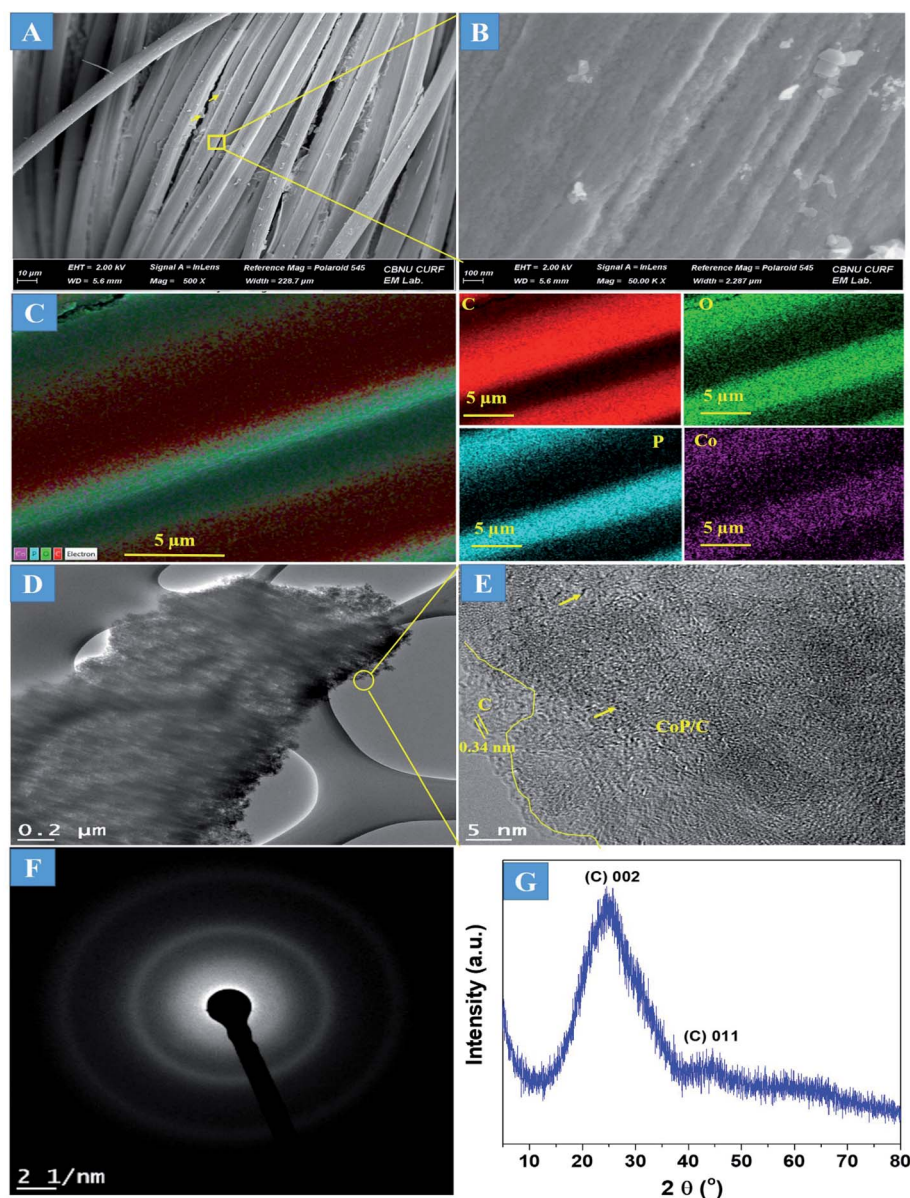 A
10 µm
EHT = 2.00 kV
WD = 5.6 mm
Signal A = InLens
Mag = 500 X
Reference Mag = Polaroid 545
Width = 228.7 µm
CBNU CURF
EM Lab.
B
100 nm
EHT = 2.00 kV
WD = 5.6 mm
Signal A = InLens
Mag = 50.00 K X
Reference Mag = Polaroid 545
Width = 2.287 µm
CBNU CURF
EM Lab.
C
5 µm
Co P O C Electron
C
5 µm
O
5 µm
P
5 µm
Co
5 µm
D
0.2 µm
E
C
0.34 nm
CoP/C
5 nm
F
2 1/nm
G
(C) 002
(C) 011
Intensity (a.u.)
10 20 30 40 50 60 70 80
2 θ (°)